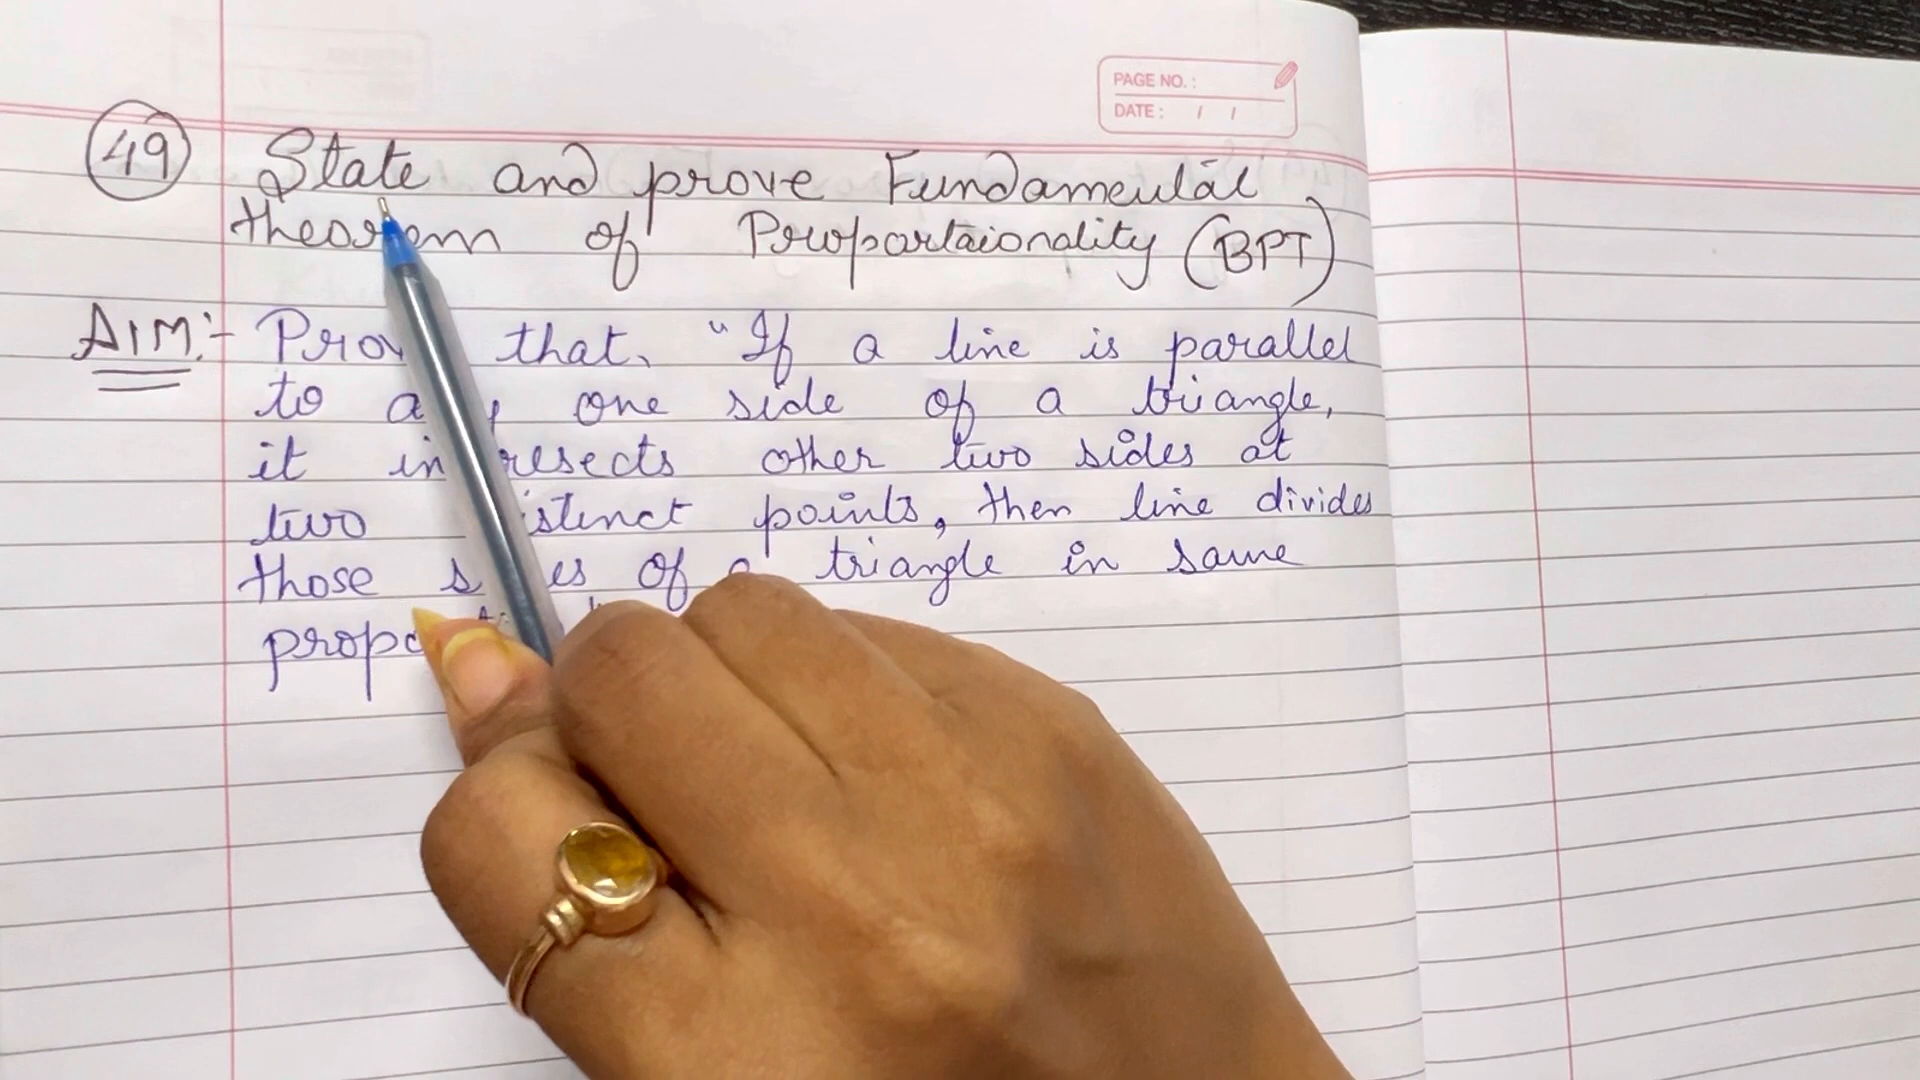 PAGE NO. :
DATE : / /
49 State and prove Fundamental
theorem of Proportaionality (BPT)
AIM:- that, "If a line is parallel
to one side of a triangle,
it other two sides at
two points, then line divides
those of triangle in same